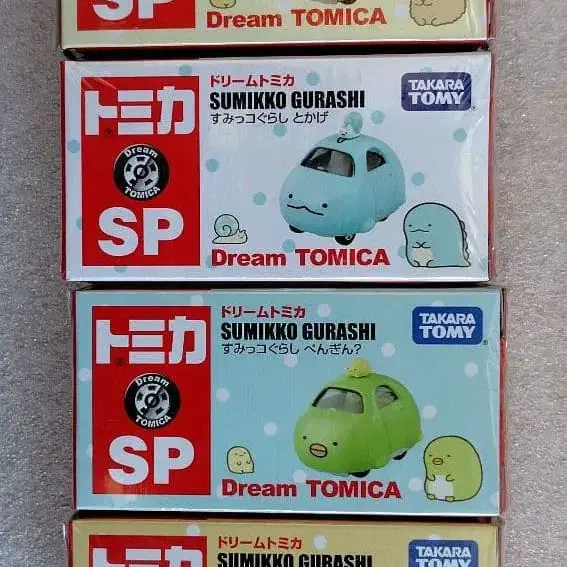 SP
Dream TOMICA
トミカ
Dream
TOMICA
SP
ドリームトミカ
SUMIKKO GURASHI
すみっコぐらし とかげ
TAKARA
TOMY
Dream TOMICA
トミカ
Dream
TOMICA
SP
ドリームトミカ
SUMIKKO GURASHI
すみっコぐらし ぺんぎん?
TAKARA
TOMY
Dream TOMICA
トミカ
ドリームトミカ
SUMIKKO GURASHI
TAKARA
TOMY